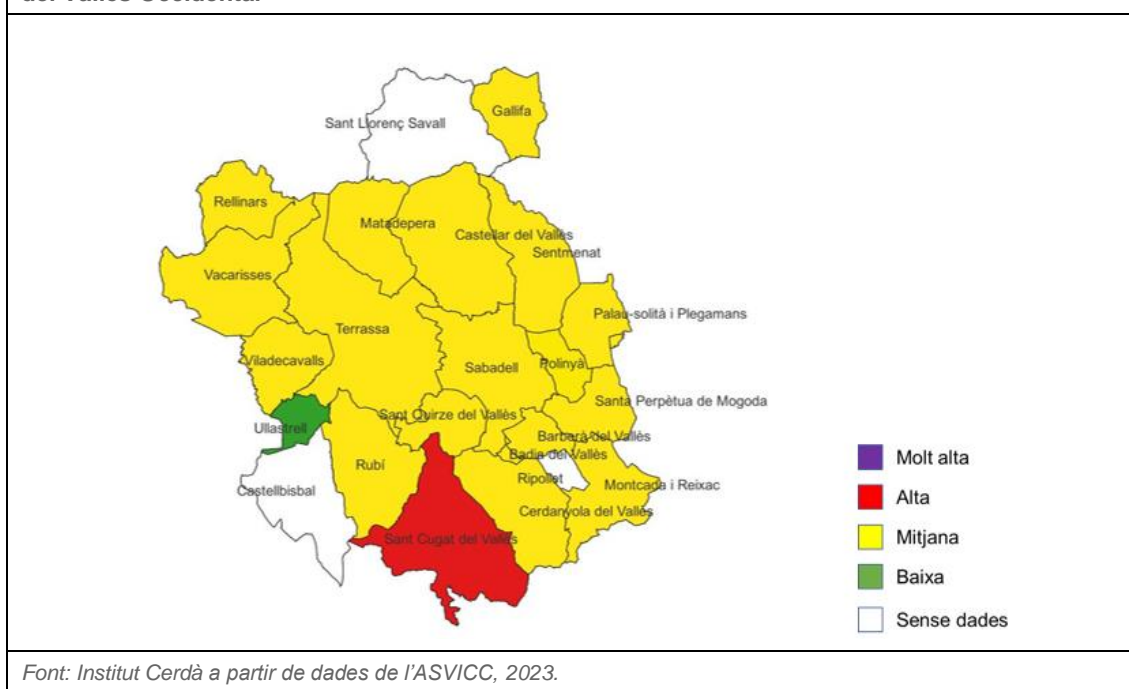 del Vallès Occidental
Gallifa
Sant Llorenç Savall
Rellinars
Matadepera
Castellar del Vallès
Sentmenat
Vacarisses
Palau-solità i Plegamans
Terrassa
Viladecavalls
Sabadell
Polinyà
Santa Perpètua de Mogoda
Sant Quirze del Vallès
Ullastrell
Barberà del Vallès
Badia del Vallès
Rubí
Ripollet
Montcada i Reixac
Castellbisbal
Cerdanyola del Vallès
Sant Cugat del Vallès
Molt alta
Alta
Mitjana
Baixa
Sense dades
Font: Institut Cerdà a partir de dades de l'ASVICC, 2023.